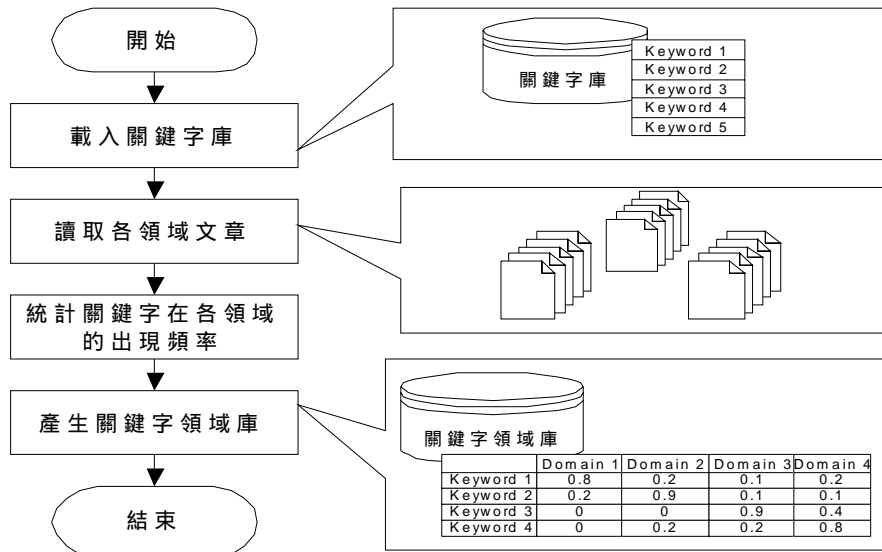 開始
載入關鍵字庫
讀取各領域文章
統計關鍵字在各領域
的出現頻率
產生關鍵字領域庫
結束
關鍵字庫
Keyword 1
Keyword 2
Keyword 3
Keyword 4
Keyword 5
關鍵字領域庫
Domain 1 Domain 2 Domain 3 Domain 4
Keyword 1 0.8 0.2 0.1 0.2
Keyword 2 0.2 0.9 0.1 0.1
Keyword 3 0 0 0.9 0.4
Keyword 4 0 0.2 0.2 0.8